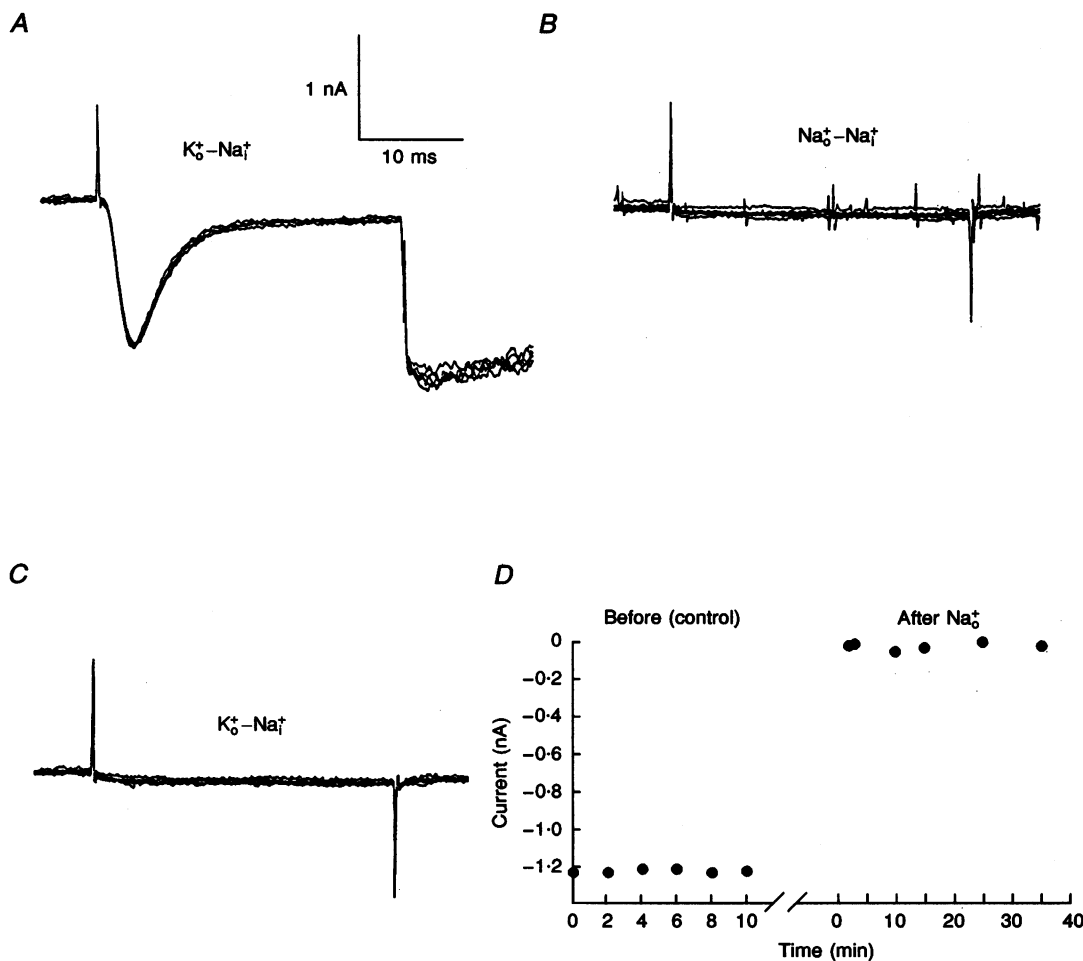 A
1 nA
10 ms
K⁺ₒ–Na⁺ᵢ
B
Na⁺ₒ–Na⁺ᵢ
C
K⁺ₒ–Na⁺ᵢ
D
Before (control)
After Na⁺ₒ
Current (nA)
0
−0·2
−0·4
−0·6
−0·8
−1·0
−1·2
0 2 4 6 8 10 0 10 20 30 40
Time (min)